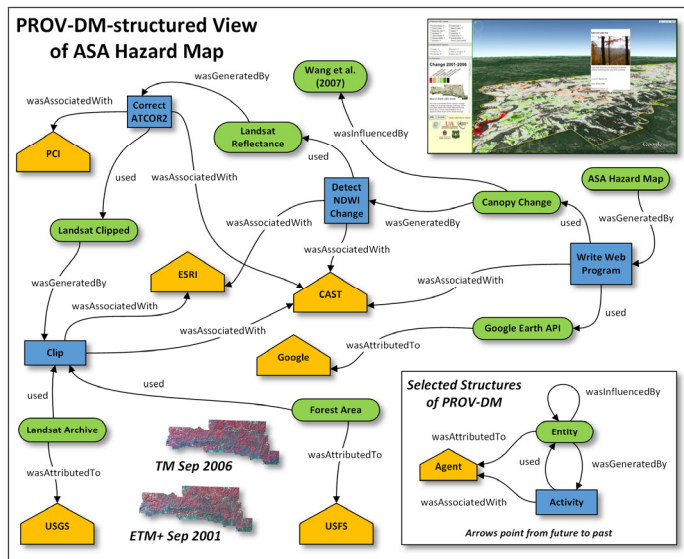 PROV-DM-structured View
of ASA Hazard Map
wasGeneratedBy
Wang et al.
(2007)
Change 2001-2006
wasAssociatedWith
Correct
ATCOR2
Landsat
Reflectance
wasInfluencedBy
PCI
used
used
wasAssociatedWith
Detect
NDWI
Change
ASA Hazard Map
Canopy Change
wasGeneratedBy
used
wasGeneratedBy
Landsat Clipped
wasAssociatedWith
wasAssociatedWith
Write Web
Program
wasGeneratedBy
ESRI
CAST
wasAssociatedWith
wasAssociatedWith
used
wasAssociatedWith
Google Earth API
Clip
Google
wasAttributedTo
used
used
Landsat Archive
Forest Area
wasAttributedTo
TM Sep 2006
wasAttributedTo
USGS
ETM+ Sep 2001
USFS
Selected Structures
of PROV-DM
wasInfluencedBy
wasAttributedTo
Entity
Agent
used
wasGeneratedBy
wasAssociatedWith
Activity
Arrows point from future to past